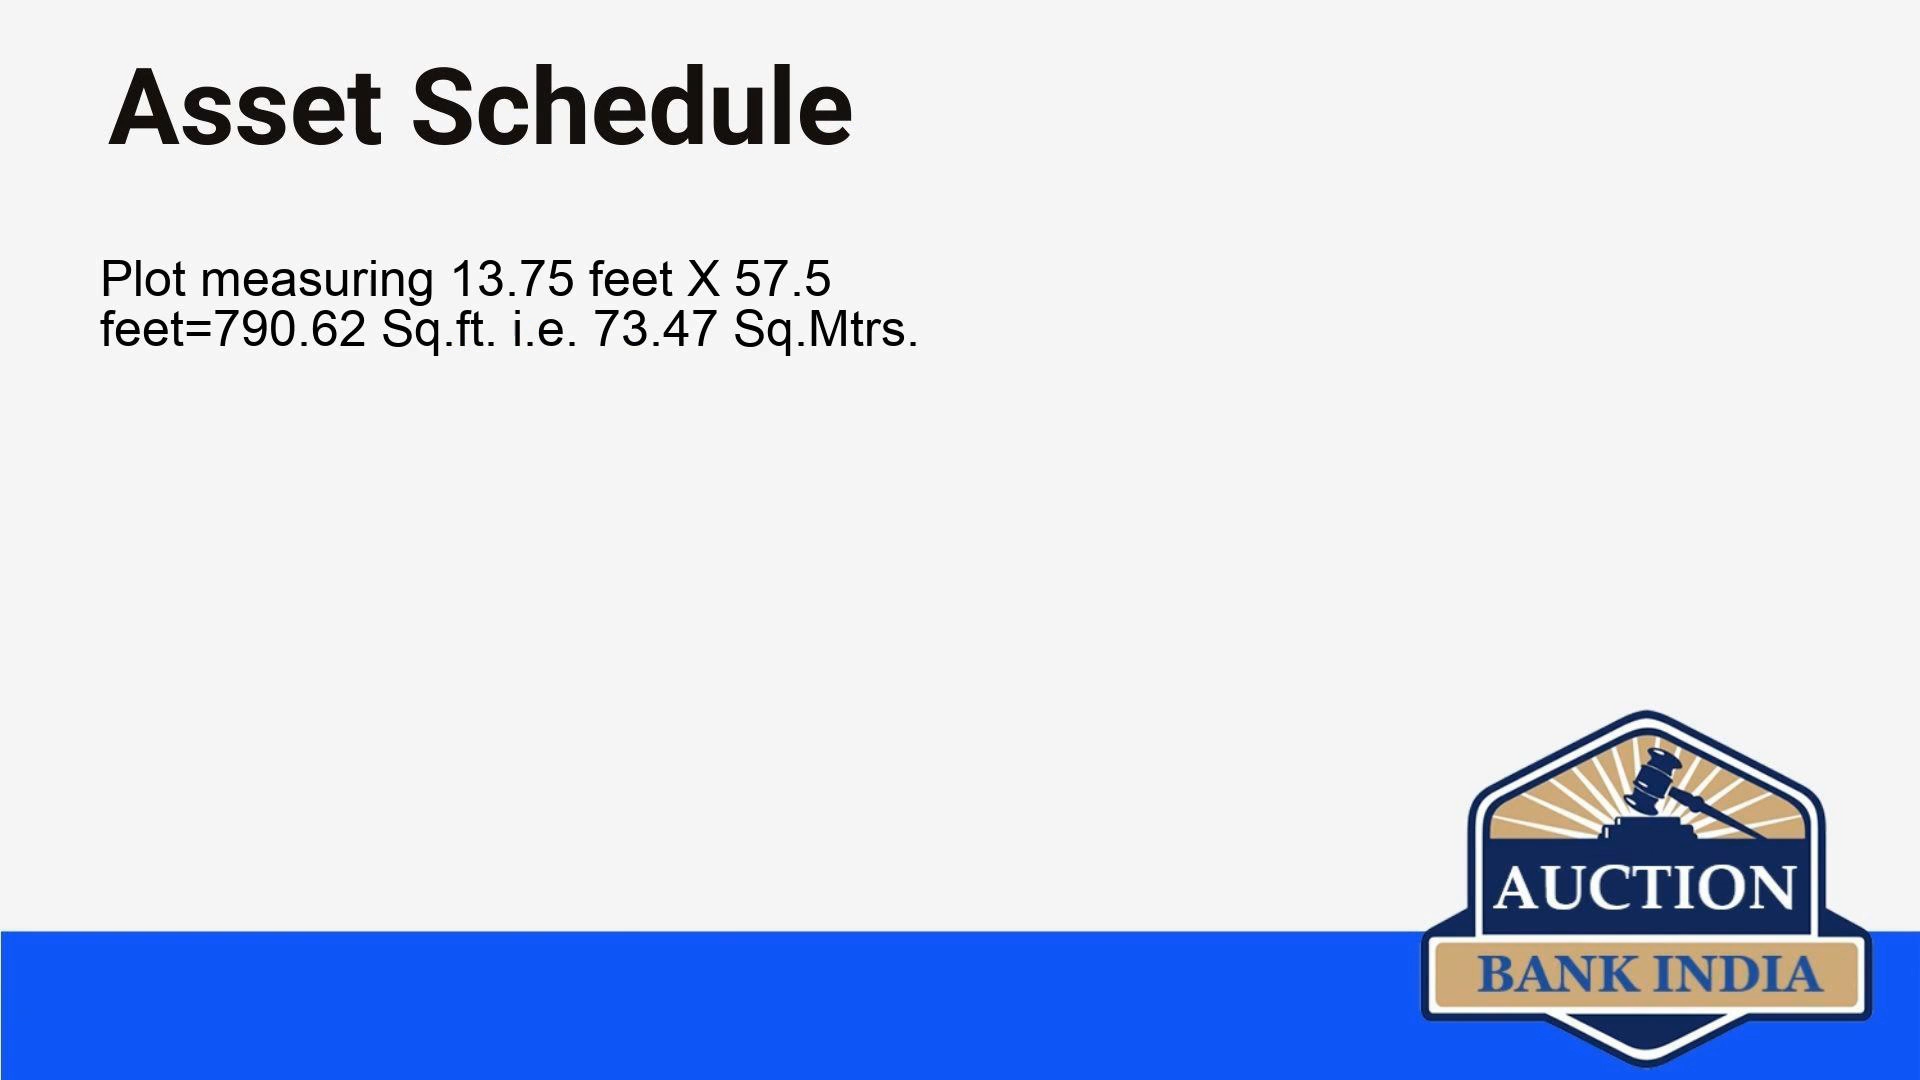 Asset Schedule
Plot measuring 13.75 feet X 57.5
feet=790.62 Sq.ft. i.e. 73.47 Sq.Mtrs.
AUCTION
BANK INDIA